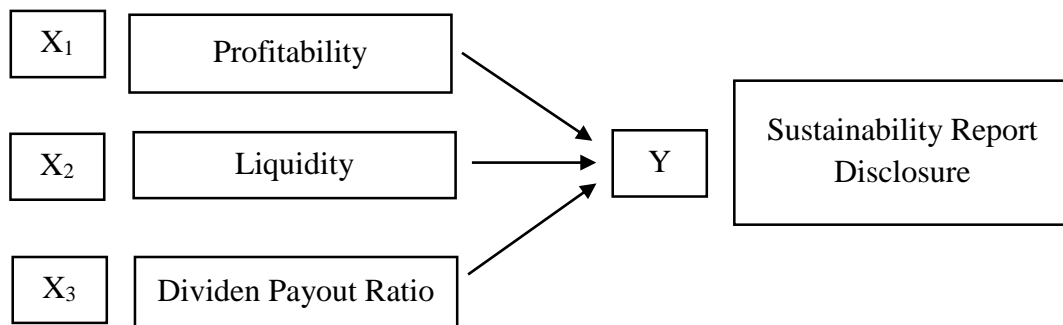 X₁
Profitability
X₂
Liquidity
Y
Sustainability Report
Disclosure
X₃
Dividen Payout Ratio